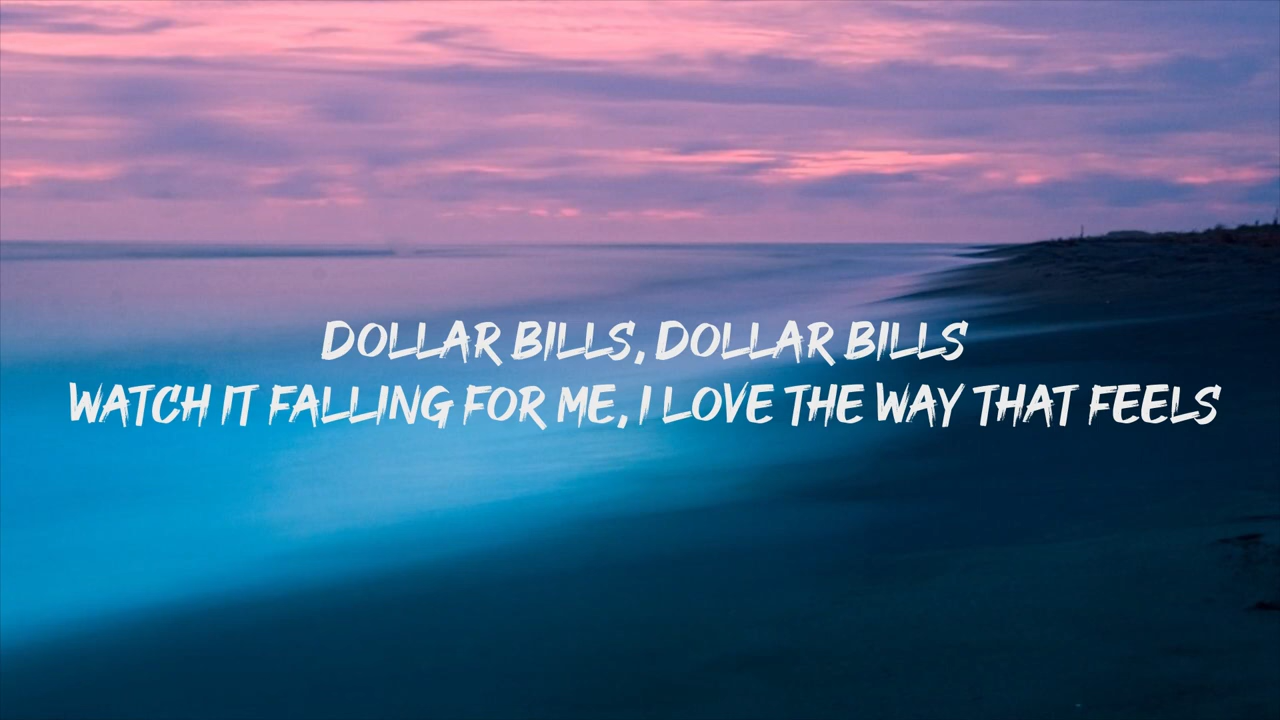 DOLLAR BILLS, DOLLAR BILLS
WATCH IT FALLING FOR ME, I LOVE THE WAY THAT FEELS